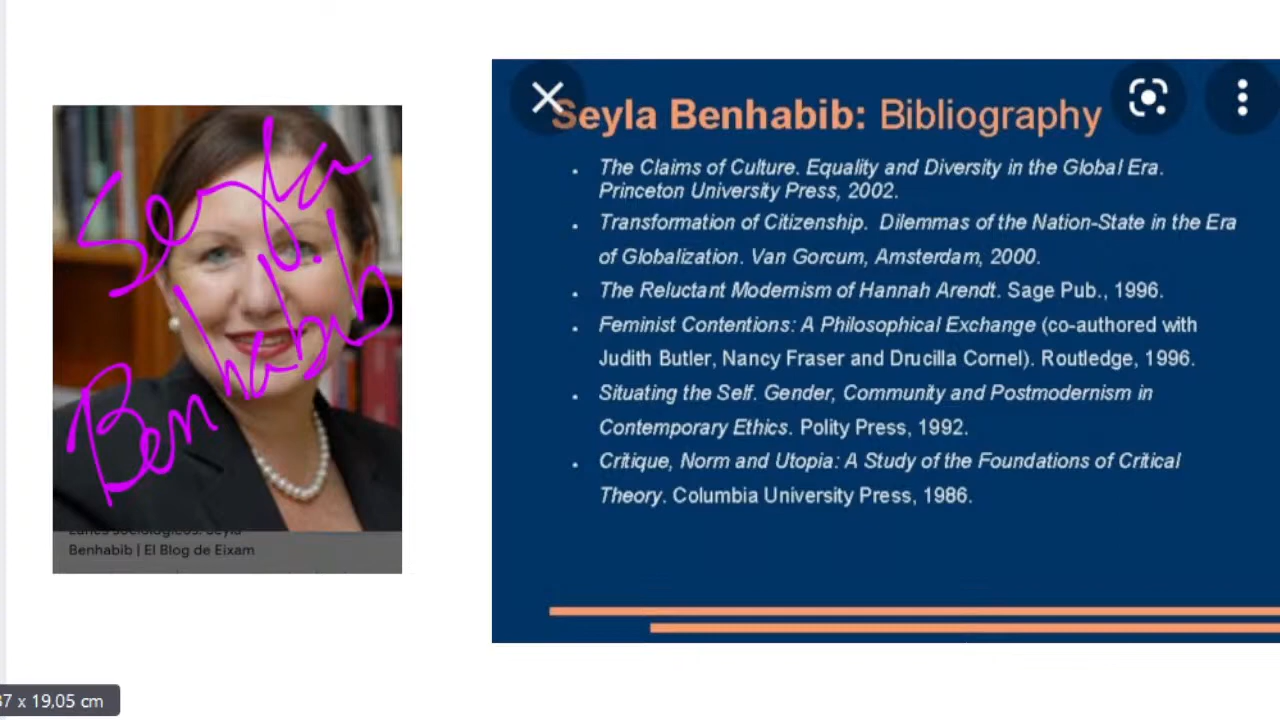 Seyla
Benhabib
Lanies sociológicos: Seyla
Benhabib | El Blog de Eixam
Seyla Benhabib: Bibliography
The Claims of Culture. Equality and Diversity in the Global Era.
Princeton University Press, 2002.
Transformation of Citizenship. Dilemmas of the Nation-State in the Era
of Globalization. Van Gorcum, Amsterdam, 2000.
The Reluctant Modernism of Hannah Arendt. Sage Pub., 1996.
Feminist Contentions: A Philosophical Exchange (co-authored with
Judith Butler, Nancy Fraser and Drucilla Cornel). Routledge, 1996.
Situating the Self. Gender, Community and Postmodernism in
Contemporary Ethics. Polity Press, 1992.
Critique, Norm and Utopia: A Study of the Foundations of Critical
Theory. Columbia University Press, 1986.
37 x 19,05 cm